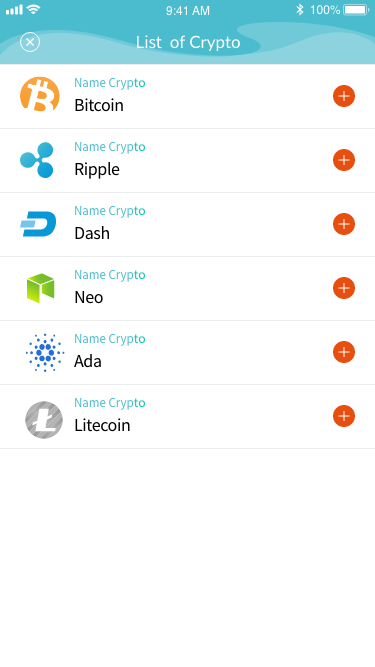 9:41 AM 100%
List of Crypto
Name Crypto
Bitcoin
Name Crypto
Ripple
Name Crypto
Dash
Name Crypto
Neo
Name Crypto
Ada
Name Crypto
Litecoin